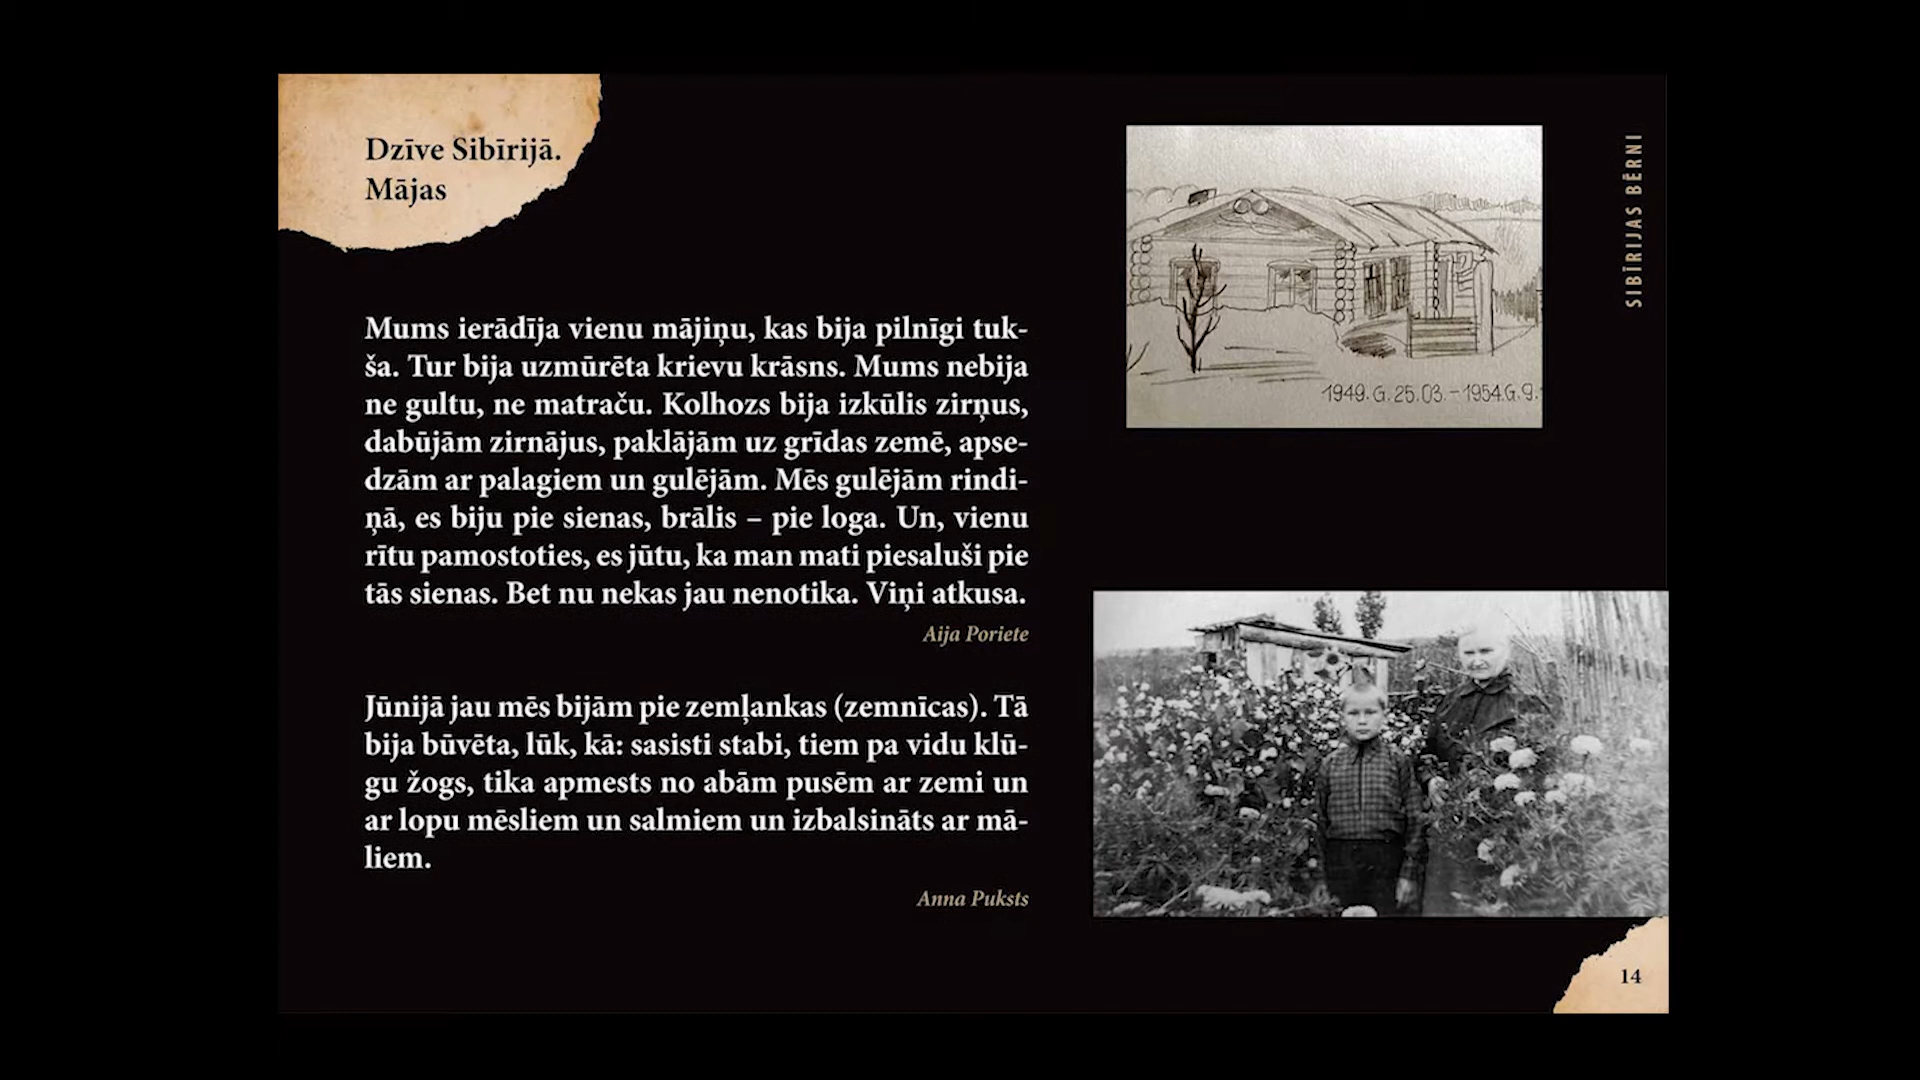 Dzīve Sibīrijā.
Mājas
SIBĪRIJAS BĒRNI
Mums ierādīja vienu mājiņu, kas bija pilnīgi tuk-
ša. Tur bija uzmūrēta krievu krāsns. Mums nebija
ne gultu, ne matraču. Kolhozs bija izkūlis zirņus,
dabūjām zirnājus, paklājām uz grīdas zemē, apse-
dzām ar palagiem un gulējām. Mēs gulējām rindi-
ņā, es biju pie sienas, brālis – pie loga. Un, vienu
rītu pamostoties, es jūtu, ka man mati piesaluši pie
tās sienas. Bet nu nekas jau nenotika. Viņi atkusa.
Aija Poriete
Jūnijā jau mēs bijām pie zemļankas (zemnīcas). Tā
bija būvēta, lūk, kā: sasisti stabi, tiem pa vidu klū-
gu žogs, tika apmests no abām pusēm ar zemi un
ar lopu mēsliem un salmiem un izbalsināts ar mā-
liem.
Anna Puksts
1949.G.25.03.-1954.G.9.
14